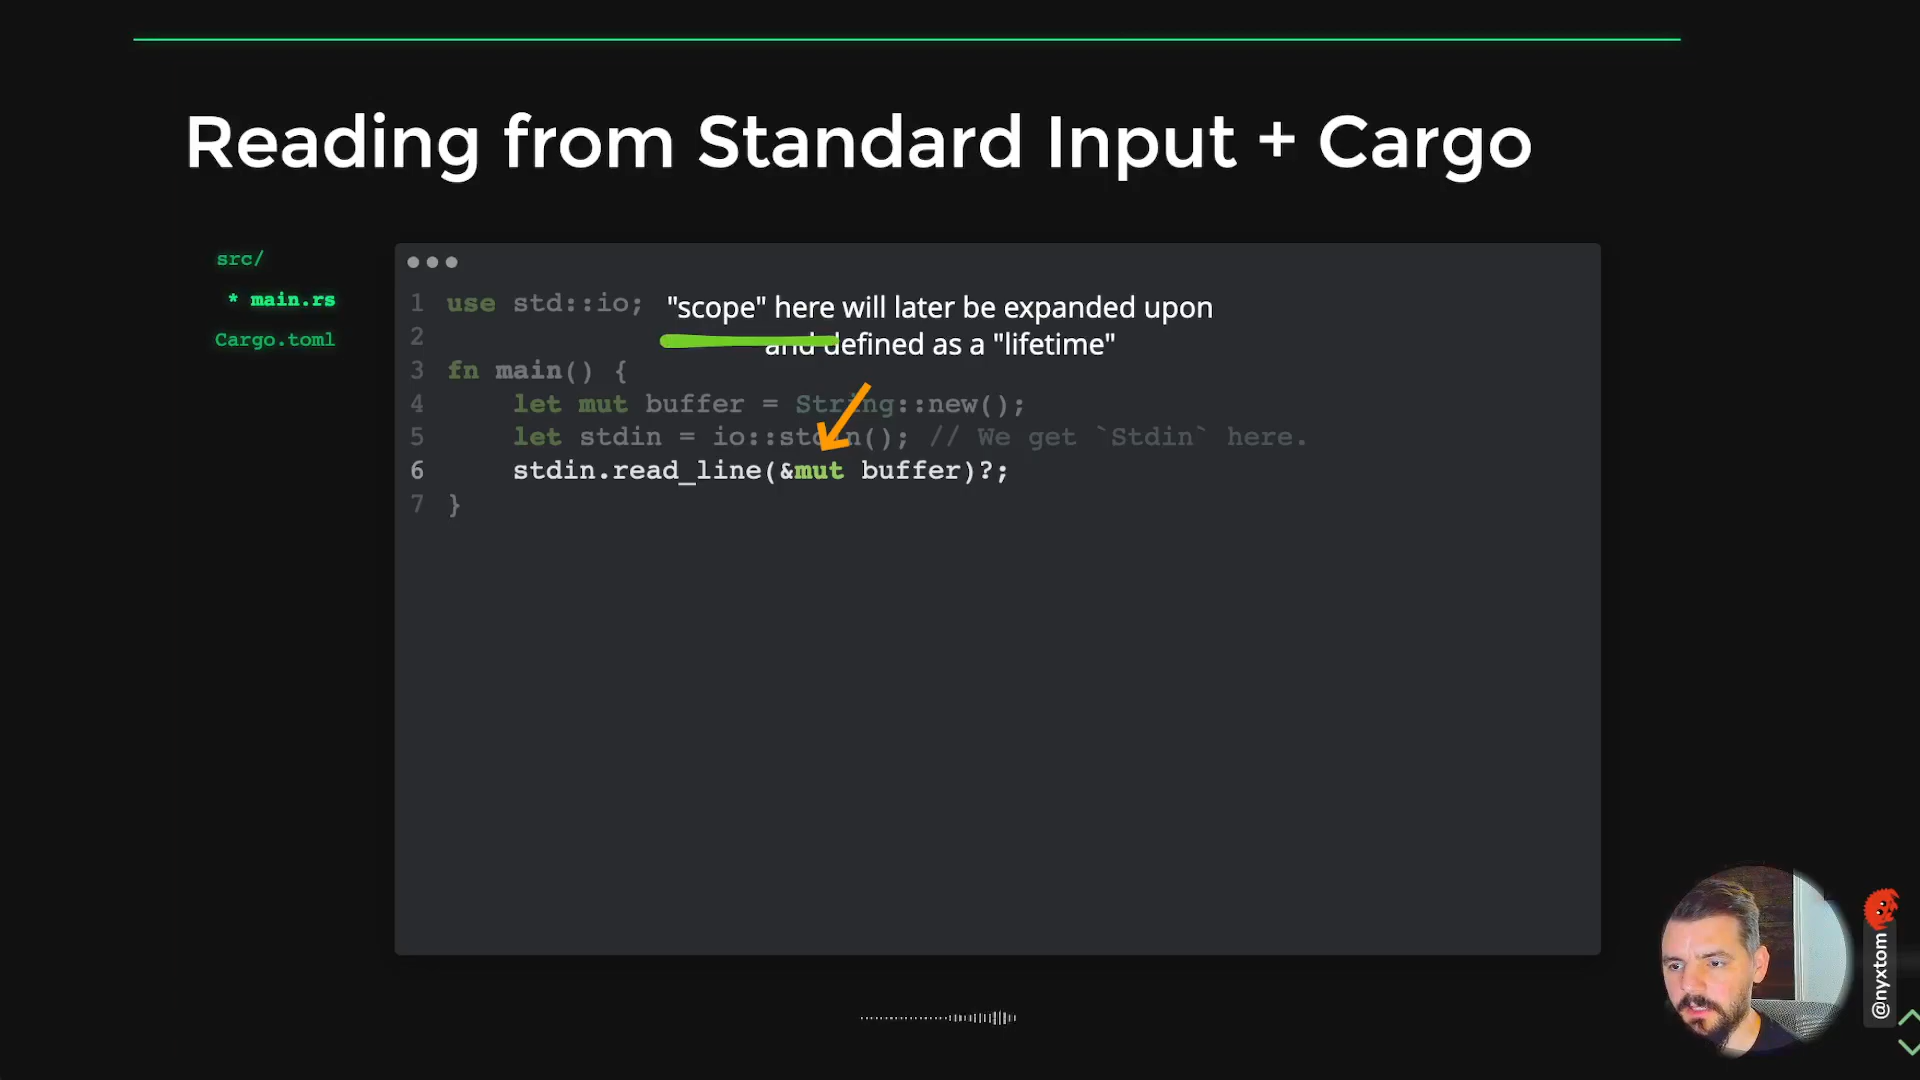 Reading from Standard Input + Cargo
src/
* main.rs
Cargo.toml
"scope" here will later be expanded upon
and defined as a "lifetime"
1 use std::io;
2
3 fn main() {
4     let mut buffer = String::new();
5     let stdin = io::stdin(); // We get `Stdin` here.
6     stdin.read_line(&mut buffer)?;
7 }
@nyxtom